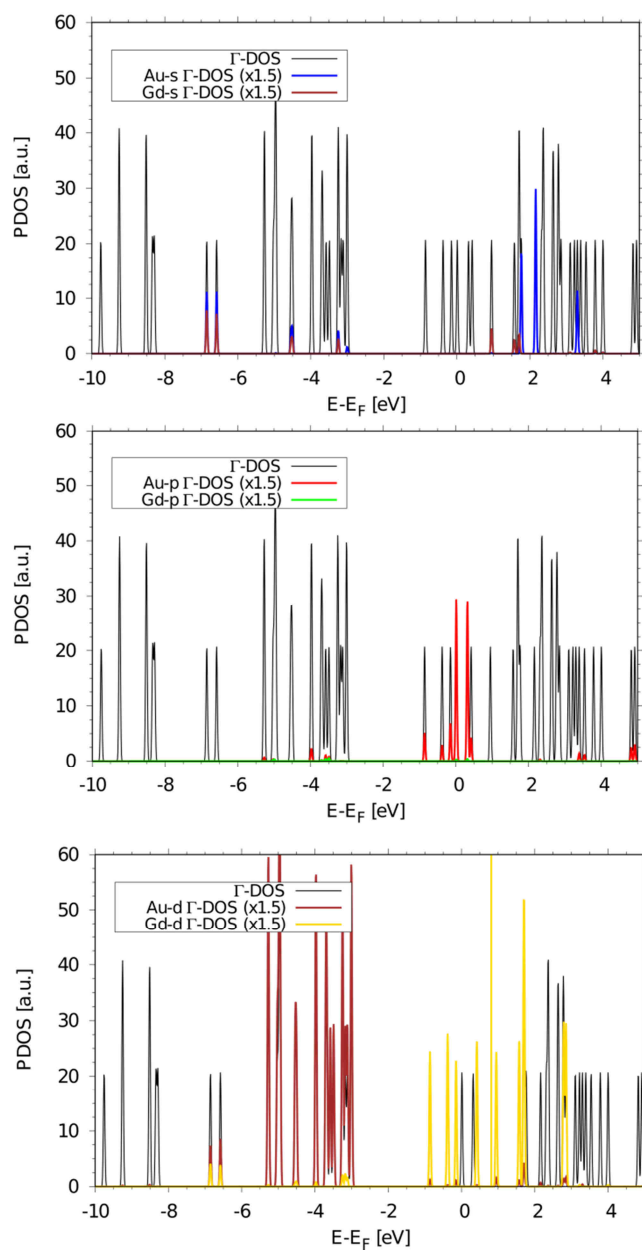 60
50
40
30
20
10
0
PDOS [a.u.]
Γ-DOS
Au-s Γ-DOS (x1.5)
Gd-s Γ-DOS (x1.5)
-10 -8 -6 -4 -2 0 2 4
E-E_F [eV]
60
50
40
30
20
10
0
PDOS [a.u.]
Γ-DOS
Au-p Γ-DOS (x1.5)
Gd-p Γ-DOS (x1.5)
-10 -8 -6 -4 -2 0 2 4
E-E_F [eV]
60
50
40
30
20
10
0
PDOS [a.u.]
Γ-DOS
Au-d Γ-DOS (x1.5)
Gd-d Γ-DOS (x1.5)
-10 -8 -6 -4 -2 0 2 4
E-E_F [eV]